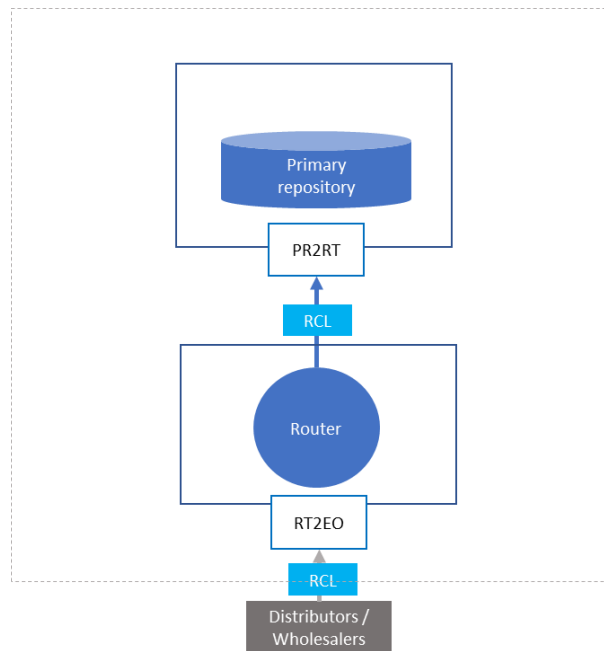 Primary
repository
PR2RT
RCL
Router
RT2EO
RCL
Distributors /
Wholesalers